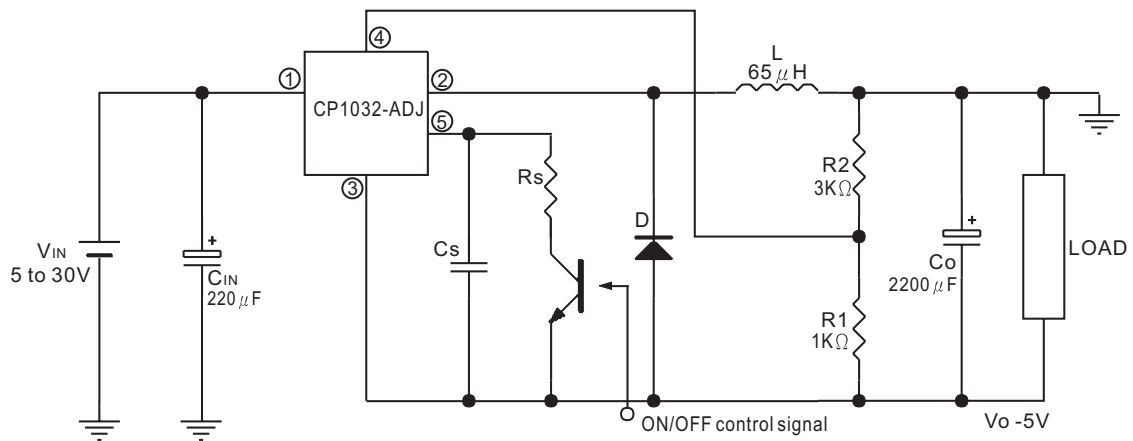 ④
L
65μH
①
②
CP1032-ADJ
⑤
R2
3KΩ
Rs
③
D
+
+
VIN
5 to 30V
CIN
220μF
Cs
Co
2200μF
LOAD
R1
1KΩ
ON/OFF control signal
Vo -5V